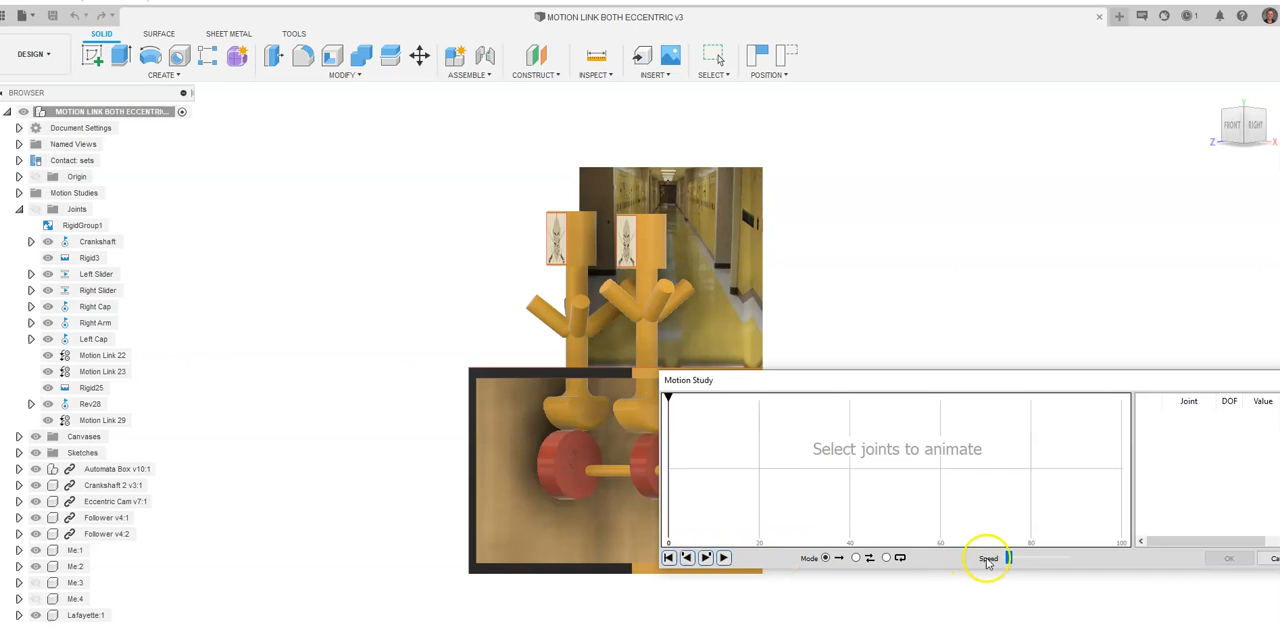 MOTION LINK BOTH ECCENTRIC v3
1
DESIGN
SOLID SURFACE SHEET METAL TOOLS
CREATE MODIFY ASSEMBLE CONSTRUCT INSPECT INSERT SELECT POSITION
BROWSER
MOTION LINK BOTH ECCENTRI...
Document Settings
Named Views
Contact: sets
Origin
Motion Studies
Joints
RigidGroup1
Crankshaft
Rigid3
Left Slider
Right Slider
Right Cap
Right Arm
Left Cap
Motion Link 22
Motion Link 23
Rigid25
Rev28
Motion Link 29
Canvases
Sketches
Automata Box v10:1
Crankshaft 2 v3:1
Eccentric Cam v7:1
Follower v4:1
Follower v4:2
Me:1
Me:2
Me:3
Me:4
Lafayette:1
Y
FRONT RIGHT
Z X
Motion Study
Select joints to animate
0 20 40 60 80 100
Joint DOF Value
Mode Speed OK Ca